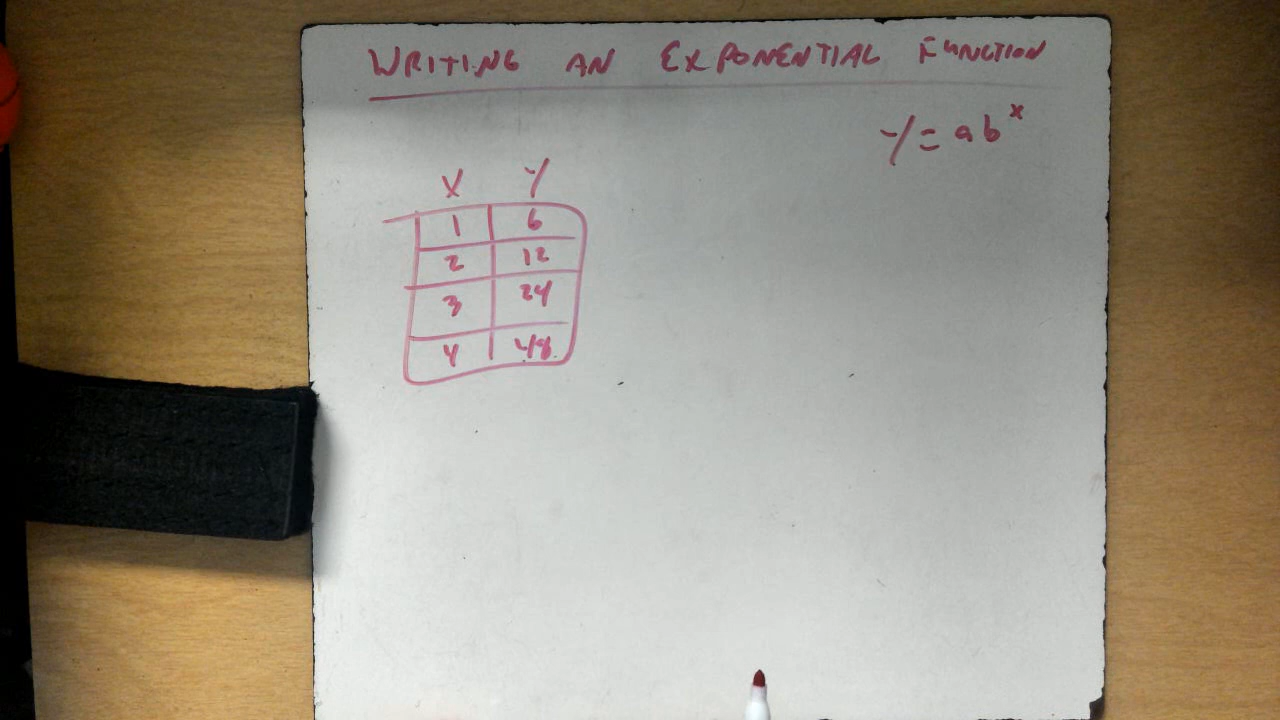 WRITING AN EXPONENTIAL FUNCTION
y = ab^x
X Y
1 6
2 12
3 24
4 48